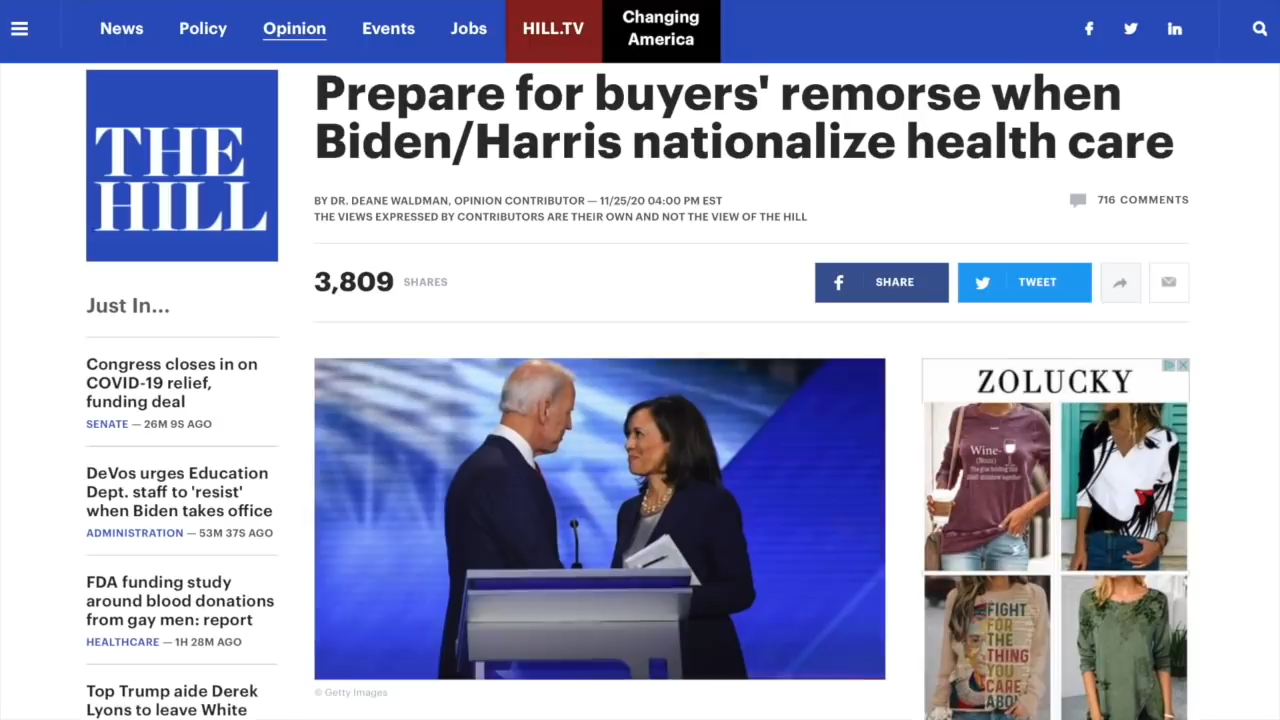 News Policy Opinion Events Jobs HILL.TV Changing
America
THE
HILL
Prepare for buyers' remorse when
Biden/Harris nationalize health care
BY DR. DEANE WALDMAN, OPINION CONTRIBUTOR — 11/25/20 04:00 PM EST
THE VIEWS EXPRESSED BY CONTRIBUTORS ARE THEIR OWN AND NOT THE VIEW OF THE HILL
716 COMMENTS
3,809 SHARES
SHARE
TWEET
Just In...
Congress closes in on
COVID-19 relief,
funding deal
SENATE — 26M 9S AGO
DeVos urges Education
Dept. staff to 'resist'
when Biden takes office
ADMINISTRATION — 53M 37S AGO
FDA funding study
around blood donations
from gay men: report
HEALTHCARE — 1H 28M AGO
Top Trump aide Derek
Lyons to leave White
© Getty Images
ZOLUCKY
Wine-
(Noun)
The glue holding this
FIGHT
FOR
THE
THING
YOU
CARE